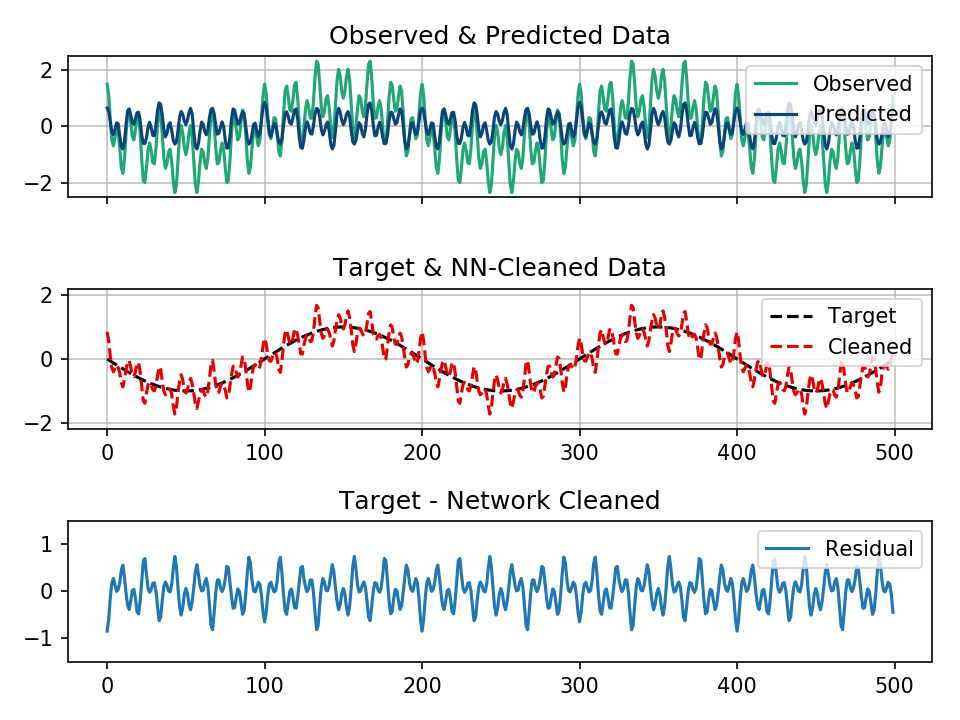 Observed & Predicted Data
2
0
−2
Observed
Predicted
Target & NN-Cleaned Data
2
0
−2
Target
Cleaned
0 100 200 300 400 500
Target - Network Cleaned
1
0
−1
Residual
0 100 200 300 400 500